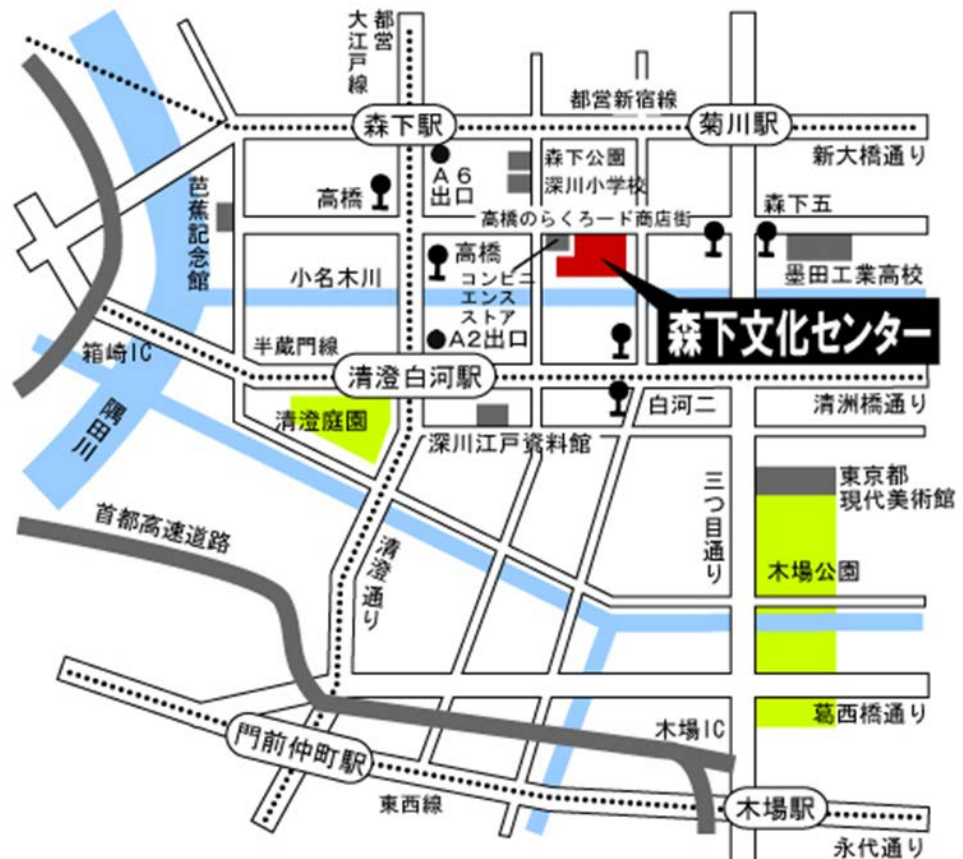 都営
大江戸線
都営新宿線
森下駅
菊川駅
新大橋通り
A6
出口
森下公園
深川小学校
高橋
芭蕉記念館
高橋のらくろード商店街
森下五
高橋
コンビニ
エンス
ストア
墨田工業高校
小名木川
森下文化センター
A2出口
半蔵門線
箱崎IC
清澄白河駅
白河二
清洲橋通り
隅田川
清澄庭園
深川江戸資料館
三つ目通り
東京都
現代美術館
首都高速道路
清澄通り
木場公園
葛西橋通り
木場IC
門前仲町駅
東西線
木場駅
永代通り